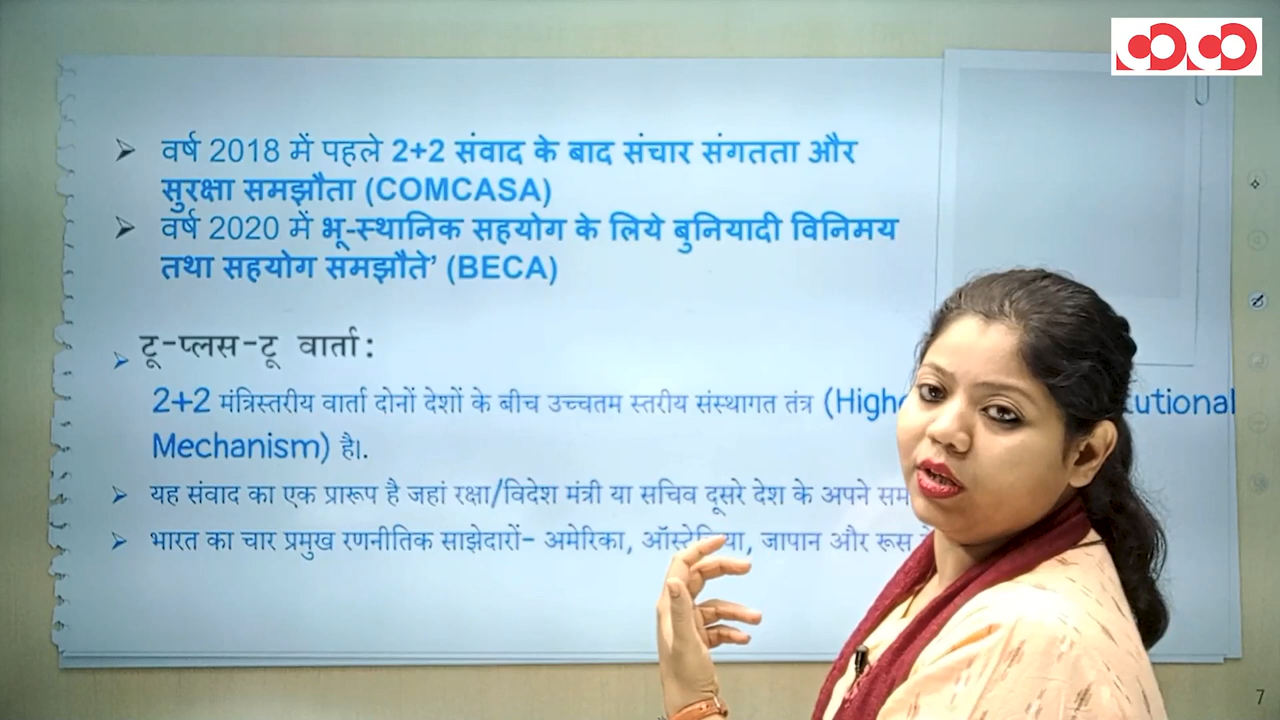 वर्ष 2018 में पहले 2+2 संवाद के बाद संचार संगतता और
सुरक्षा समझौता (COMCASA)
वर्ष 2020 में भू-स्थानिक सहयोग के लिये बुनियादी विनिमय
तथा सहयोग समझौते’ (BECA)
टू-प्लस-टू वार्ता:
2+2 मंत्रिस्तरीय वार्ता दोनों देशों के बीच उच्चतम स्तरीय संस्थागत तंत्र
Mechanism) है।.
यह संवाद का एक प्रारूप है जहां रक्षा/विदेश मंत्री या सचिव दूसरे देश के अपने
भारत का चार प्रमुख रणनीतिक साझेदारों- अमेरिका, ऑस्ट्रेलिया, जापान और रूस
7